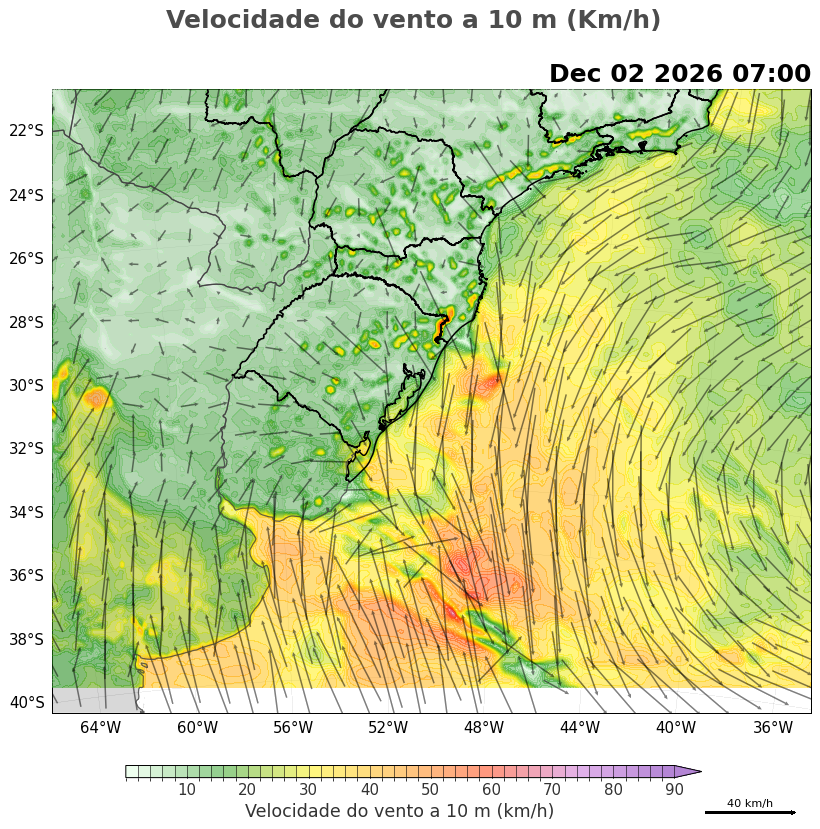 Velocidade do vento a 10 m (Km/h)
Dec 02 2026 07:00
22°S
24°S
26°S
28°S
30°S
32°S
34°S
36°S
38°S
40°S
64°W 60°W 56°W 52°W 48°W 44°W 40°W 36°W
10 20 30 40 50 60 70 80 90
Velocidade do vento a 10 m (km/h)
40 km/h